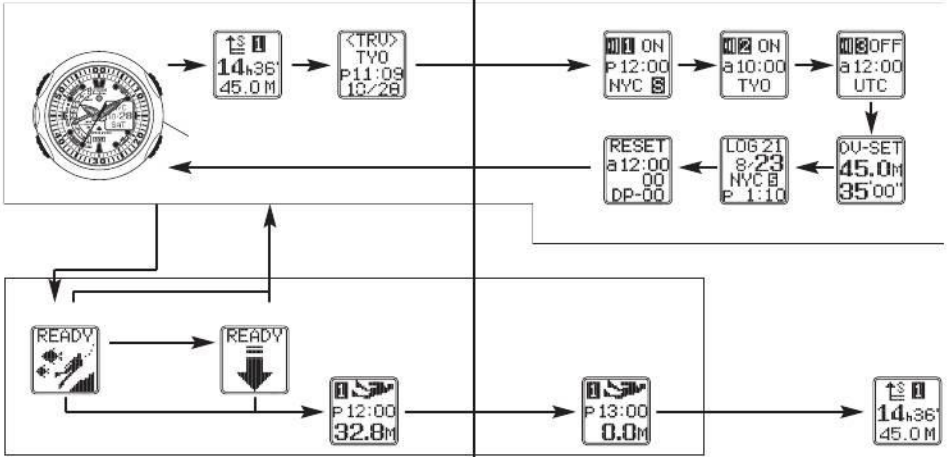 1
14h36'
45.0M
<TRV>
TYO
P11:09
10/28
1 ON
P12:00
NYC S
2 ON
a10:00
TYO
3 OFF
a12:00
UTC
RESET
a12:00
00
DP-00
LOG 21
8/23
NYC S
P 1:10
DV-SET
45.0M
35'00"
READY
READY
1
P12:00
32.8M
1
P13:00
0.0M
S 1
14h36'
45.0M